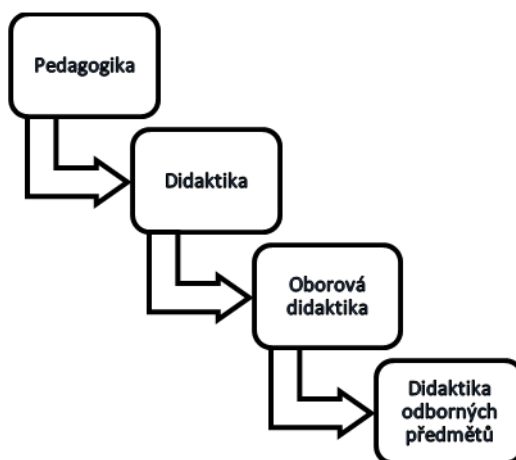 Pedagogika
Didaktika
Oborová
didaktika
Didaktika
odborných
předmětů